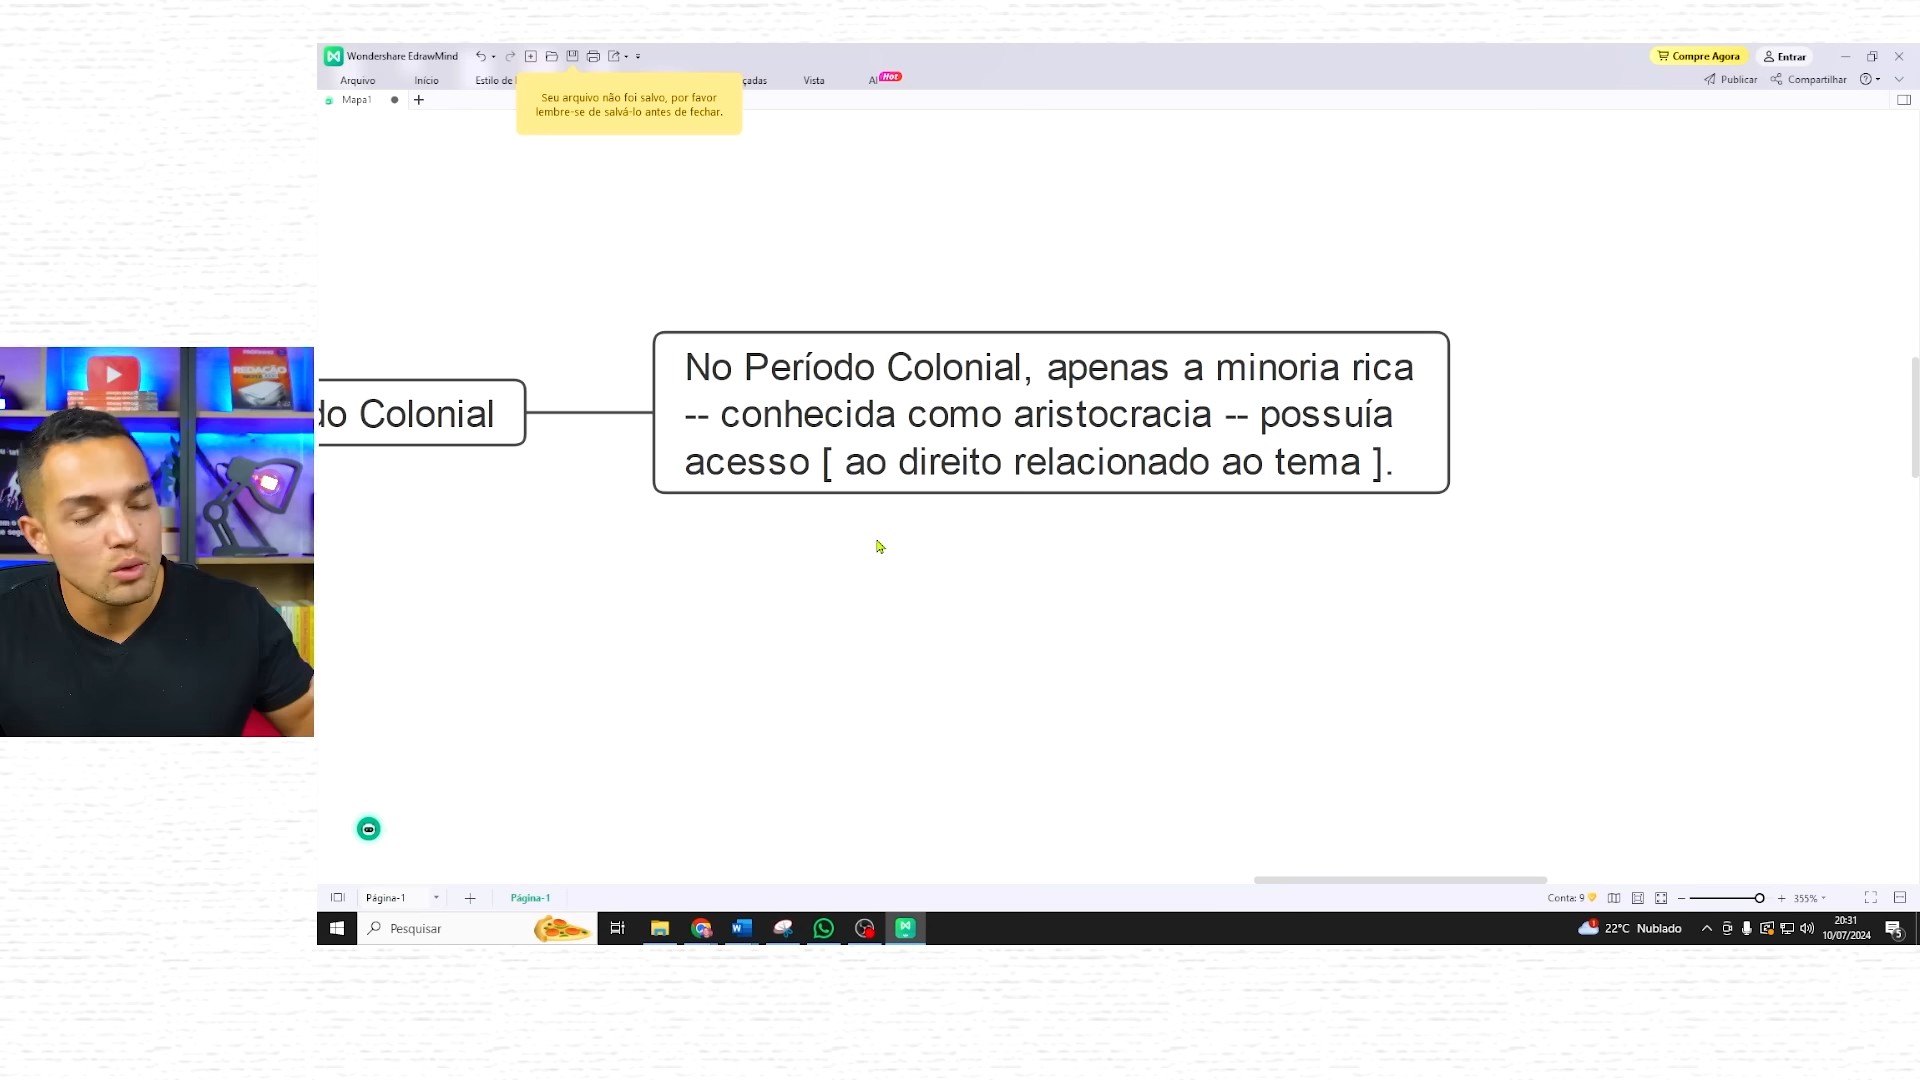 Wondershare EdrawMind
Compre Agora
Entrar
Arquivo
Início
Estilo de
çadas
Vista
AI
Hot
Publicar
Compartilhar
Mapa1
Seu arquivo não foi salvo, por favor
lembre-se de salvá-lo antes de fechar.
No Período Colonial, apenas a minoria rica
-- conhecida como aristocracia -- possuía
acesso [ ao direito relacionado ao tema ].
do Colonial
REDAÇÃO
Página-1
Página-1
Conta: 9
355%
Pesquisar
22°C Nublado
20:31
10/07/2024
5